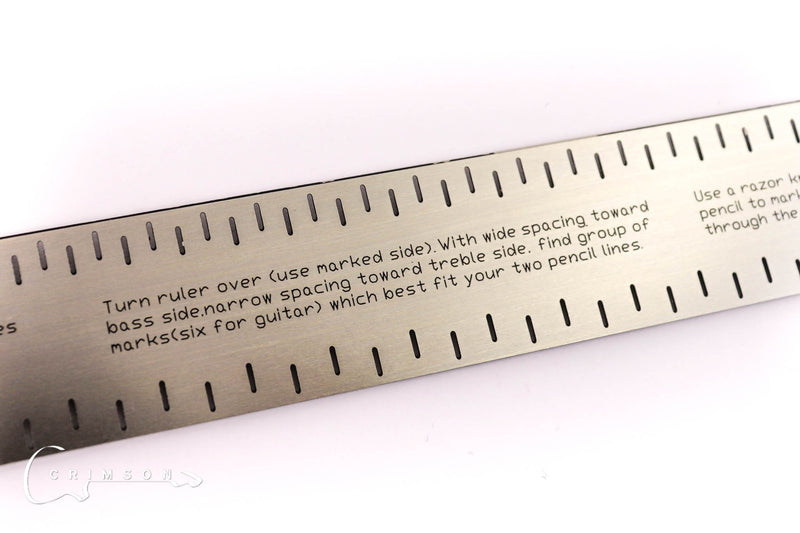 es
Turn ruler over (use marked side).With wide spacing toward
bass side,narrow spacing toward treble side. find group of
marks(six for guitar) which best fit your two pencil lines.
Use a razor
pencil to
through the
CRIMSON